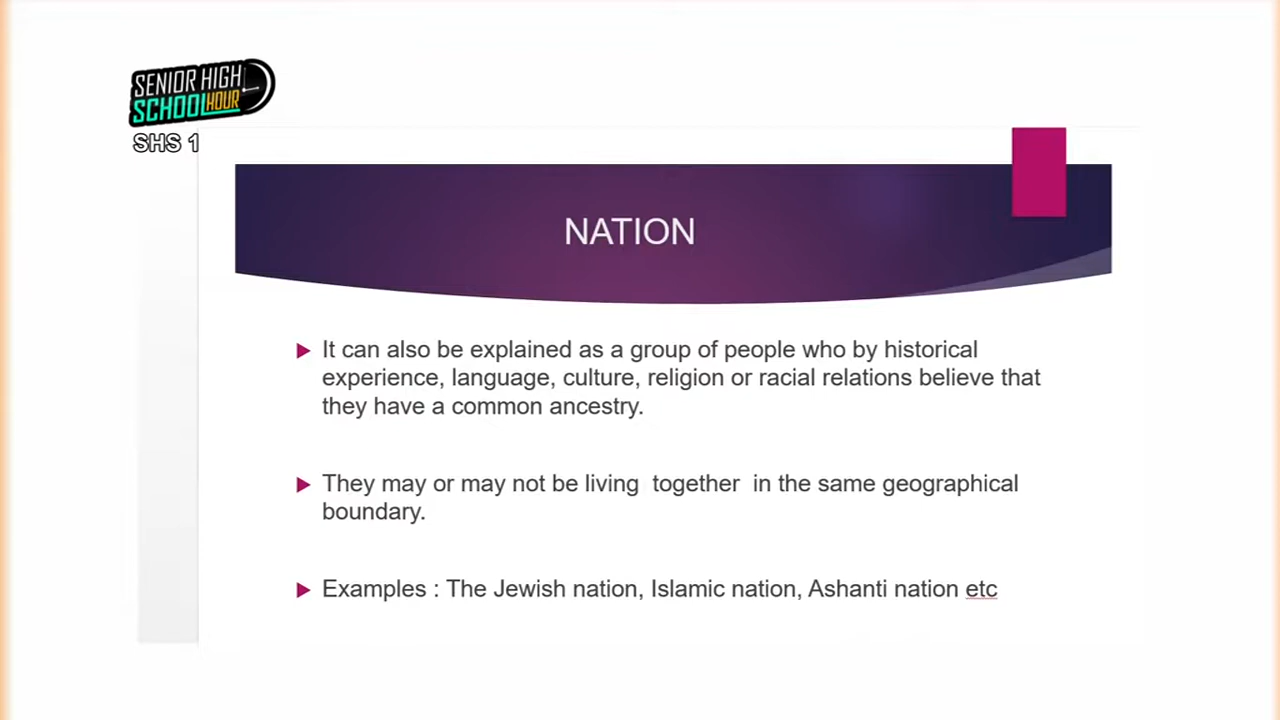 SENIOR HIGH
SCHOOL HOUR
SHS 1
NATION
It can also be explained as a group of people who by historical
experience, language, culture, religion or racial relations believe that
they have a common ancestry.
They may or may not be living  together  in the same geographical
boundary.
Examples : The Jewish nation, Islamic nation, Ashanti nation etc